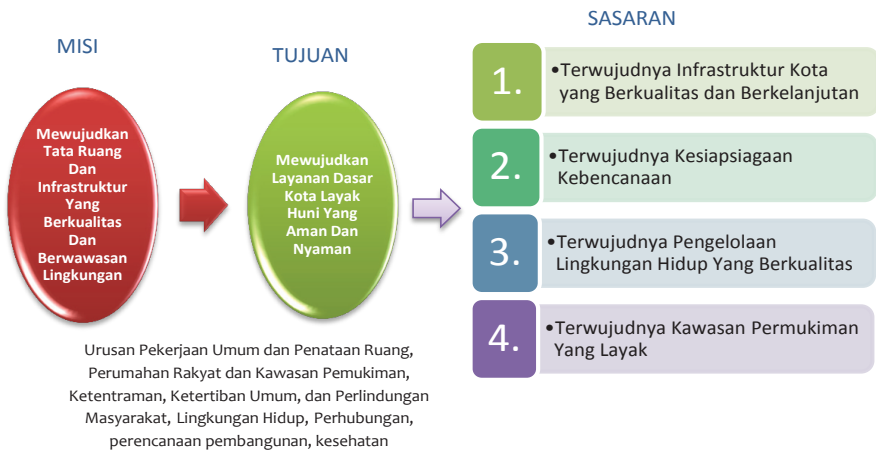 MISI
Mewujudkan
Tata Ruang
Dan
Infrastruktur
Yang
Berkualitas
Dan
Berwawasan
Lingkungan
TUJUAN
Mewujudkan
Layanan Dasar
Kota Layak
Huni Yang
Aman Dan
Nyaman
SASARAN
1.
•Terwujudnya Infrastruktur Kota
yang Berkualitas dan Berkelanjutan
2.
•Terwujudnya Kesiapsiagaan
Kebencanaan
3.
•Terwujudnya Pengelolaan
Lingkungan Hidup Yang Berkualitas
4.
•Terwujudnya Kawasan Permukiman
Yang Layak
Urusan Pekerjaan Umum dan Penataan Ruang,
Perumahan Rakyat dan Kawasan Pemukiman,
Ketentraman, Ketertiban Umum, dan Perlindungan
Masyarakat, Lingkungan Hidup, Perhubungan,
perencanaan pembangunan, kesehatan